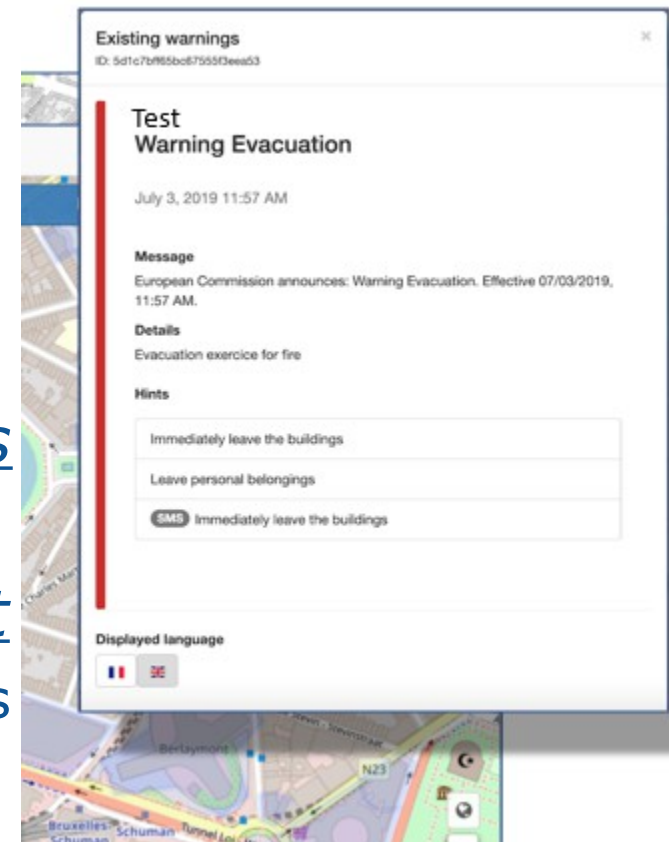 Existing warnings
×
Test
Warning Evacuation
July 3, 2019 11:57 AM
Message
European Commission announces: Warning Evacuation. Effective 07/03/2019,
11:57 AM.
Details
Evacuation exercice for fire
Hints
Immediately leave the buildings
Leave personal belongings
SMS Immediately leave the buildings
Displayed language
Berlaymont
N23
Bruxelles-
Schuman
Schuman
Tunnel